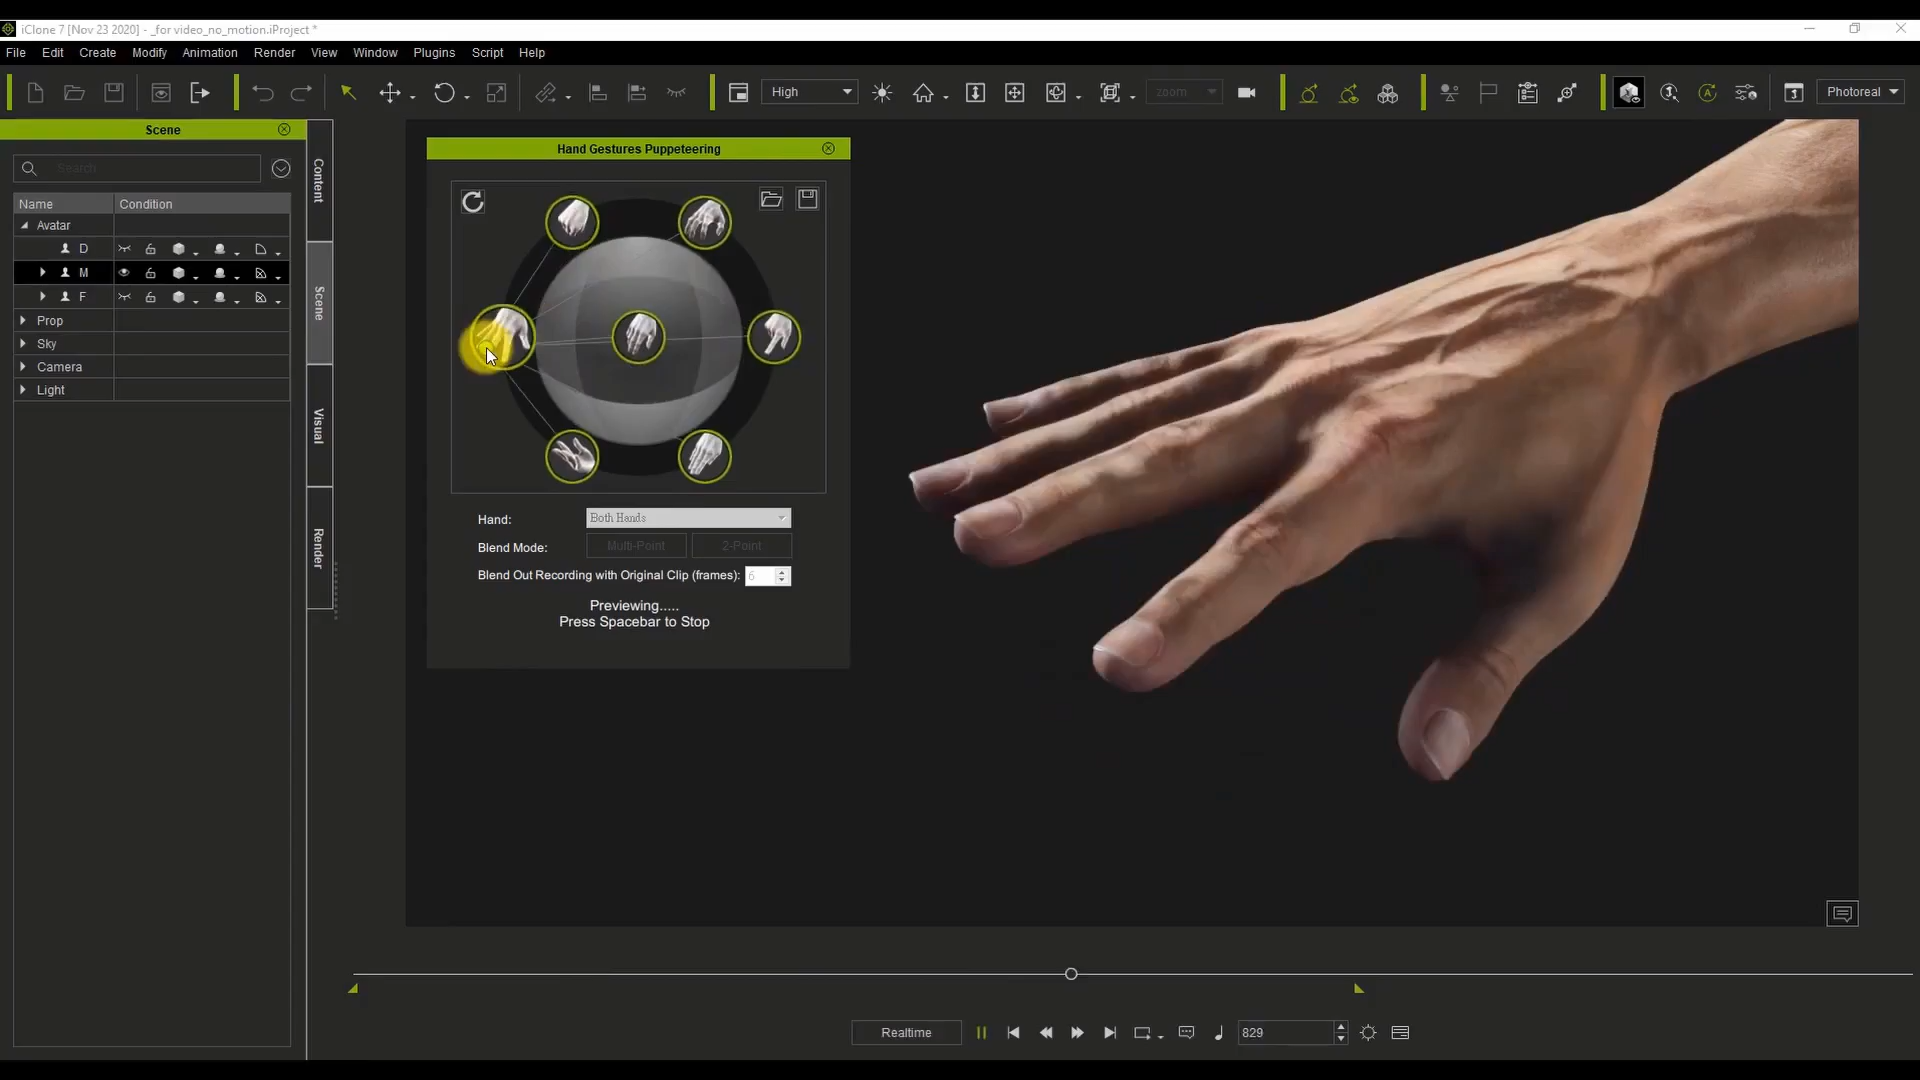 iClone 7 [Nov 23 2020] - _for video_no_motion.iProject *
File Edit Create Modify Animation Render View Window Plugins Script Help
High
zoom
Photoreal
Scene
Search
Name Condition
Avatar
D
M
F
Prop
Sky
Camera
Light
Content
Scene
Visual
Render
Hand Gestures Puppeteering
Hand: Both Hands
Blend Mode: Multi-Point 2-Point
Blend Out Recording with Original Clip (frames): 6
Previewing.....
Press Spacebar to Stop
Realtime
829